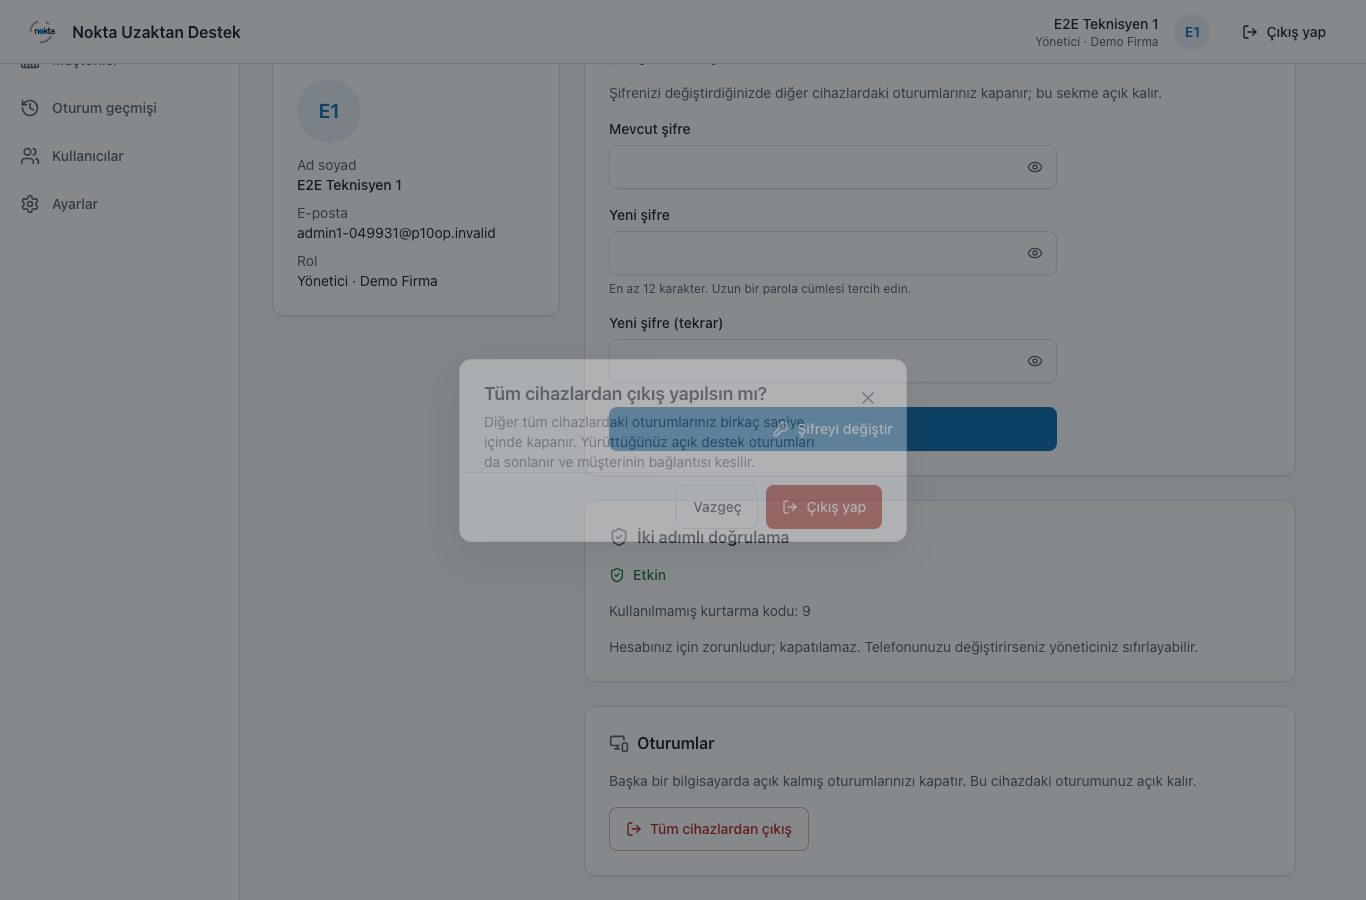 nokta
Nokta Uzaktan Destek
E2E Teknisyen 1
Yönetici · Demo Firma
E1
Çıkış yap
Oturum geçmişi
Kullanıcılar
Ayarlar
E1
Ad soyad
E2E Teknisyen 1
E-posta
admin1-049931@p10op.invalid
Rol
Yönetici · Demo Firma
Şifrenizi değiştirdiğinizde diğer cihazlardaki oturumlarınız kapanır; bu sekme açık kalır.
Mevcut şifre
Yeni şifre
En az 12 karakter. Uzun bir parola cümlesi tercih edin.
Yeni şifre (tekrar)
Şifreyi değiştir
Tüm cihazlardan çıkış yapılsın mı?
Diğer tüm cihazlardaki oturumlarınız birkaç saniye
içinde kapanır. Yürüttüğünüz açık destek oturumları
da sonlanır ve müşterinin bağlantısı kesilir.
Vazgeç
Çıkış yap
İki adımlı doğrulama
Etkin
Kullanılmamış kurtarma kodu: 9
Hesabınız için zorunludur; kapatılamaz. Telefonunuzu değiştirirseniz yöneticiniz sıfırlayabilir.
Oturumlar
Başka bir bilgisayarda açık kalmış oturumlarınızı kapatır. Bu cihazdaki oturumunuz açık kalır.
Tüm cihazlardan çıkış